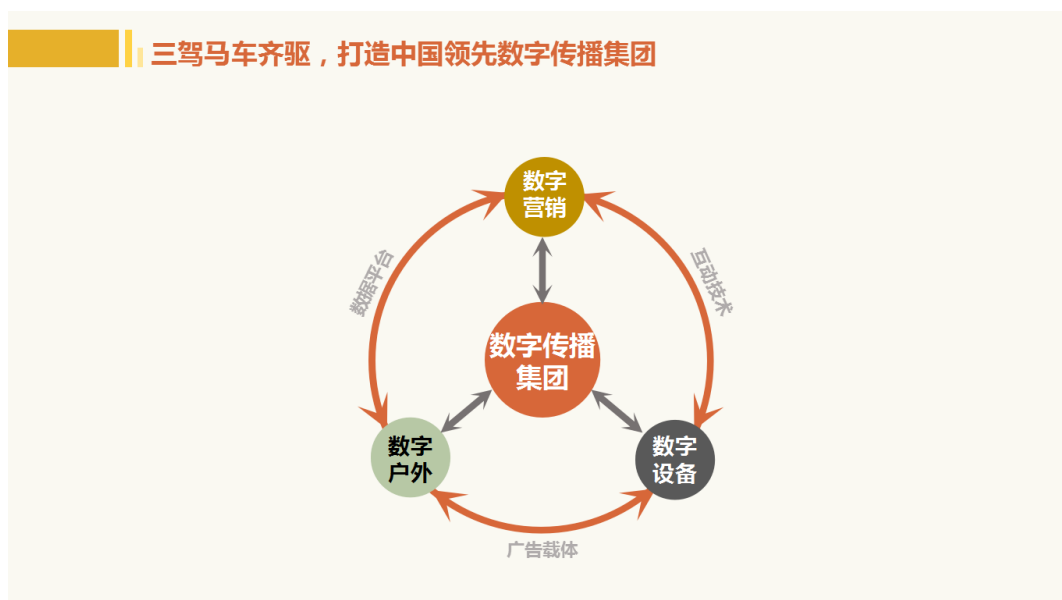 三驾马车齐驱，打造中国领先数字传播集团
数字
营销
数据平台
互动技术
数字传播
集团
数字
户外
数字
设备
广告载体